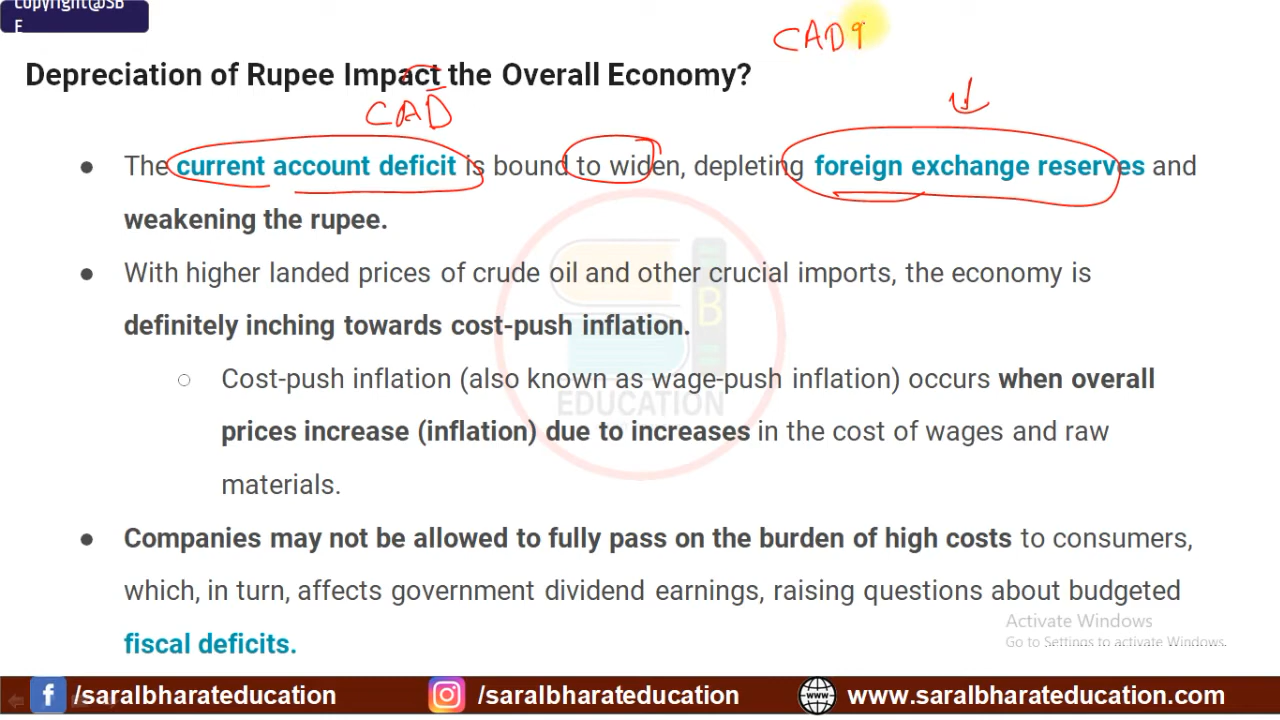 Copyright@SB
E
CAD
Depreciation of Rupee Impact the Overall Economy?
CAD
● The current account deficit is bound to widen, depleting foreign exchange reserves and
weakening the rupee.
● With higher landed prices of crude oil and other crucial imports, the economy is
definitely inching towards cost-push inflation.
○ Cost-push inflation (also known as wage-push inflation) occurs when overall
prices increase (inflation) due to increases in the cost of wages and raw
materials.
● Companies may not be allowed to fully pass on the burden of high costs to consumers,
which, in turn, affects government dividend earnings, raising questions about budgeted
fiscal deficits.
B
EDUCATION
Activate Windows
Go to Settings to activate Windows.
/saralbharateducation /saralbharateducation www.saralbharateducation.com